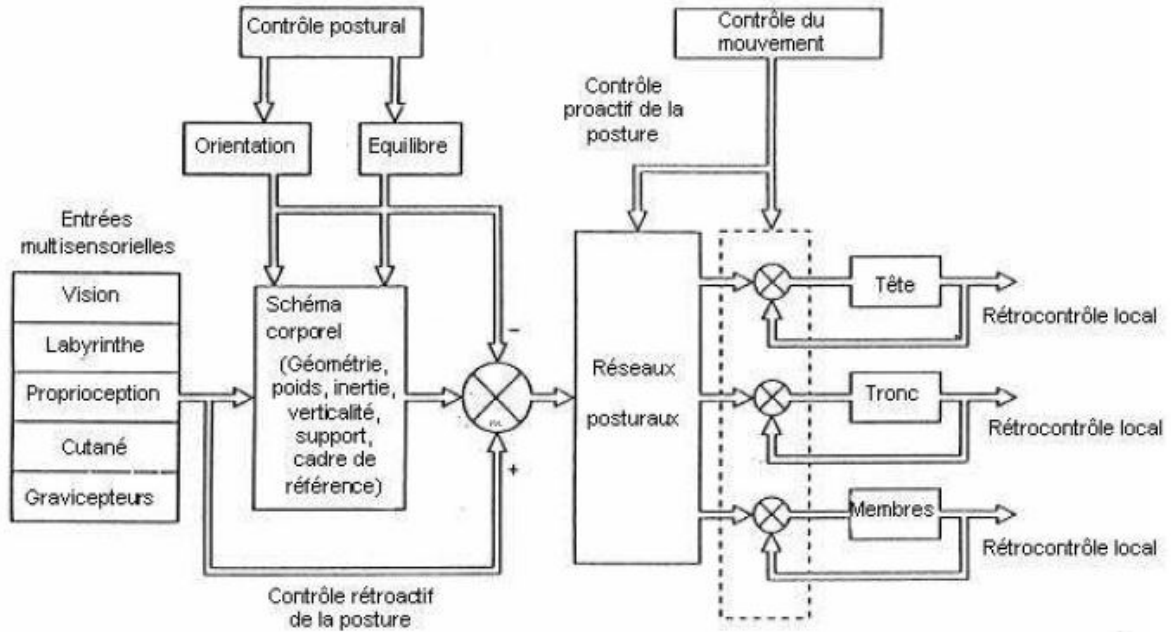 Contrôle postural
Contrôle du
mouvement
Contrôle
proactif de la
posture
Orientation
Equilibre
Entrées
multisensorielles
Vision
Labyrinthe
Proprioception
Cutané
Gravicepteurs
Schéma
corporel
(Géométrie,
poids, inertie,
verticalité,
support,
cadre de
référence)
−
+
Réseaux
posturaux
Tête
Rétrocontrôle local
Tronc
Rétrocontrôle local
Membres
Rétrocontrôle local
Contrôle rétroactif
de la posture